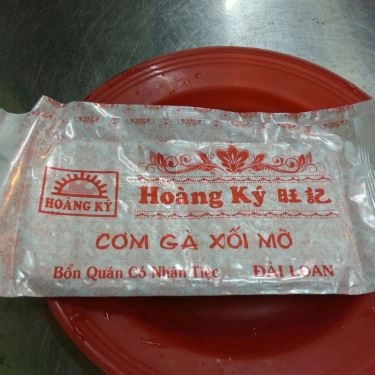 HOÀNG KÝ
Hoàng Ký 旺記
CƠM GÀ XỐI MỠ
Bổn Quán Có Nhận Tiệc ĐÀI LOAN